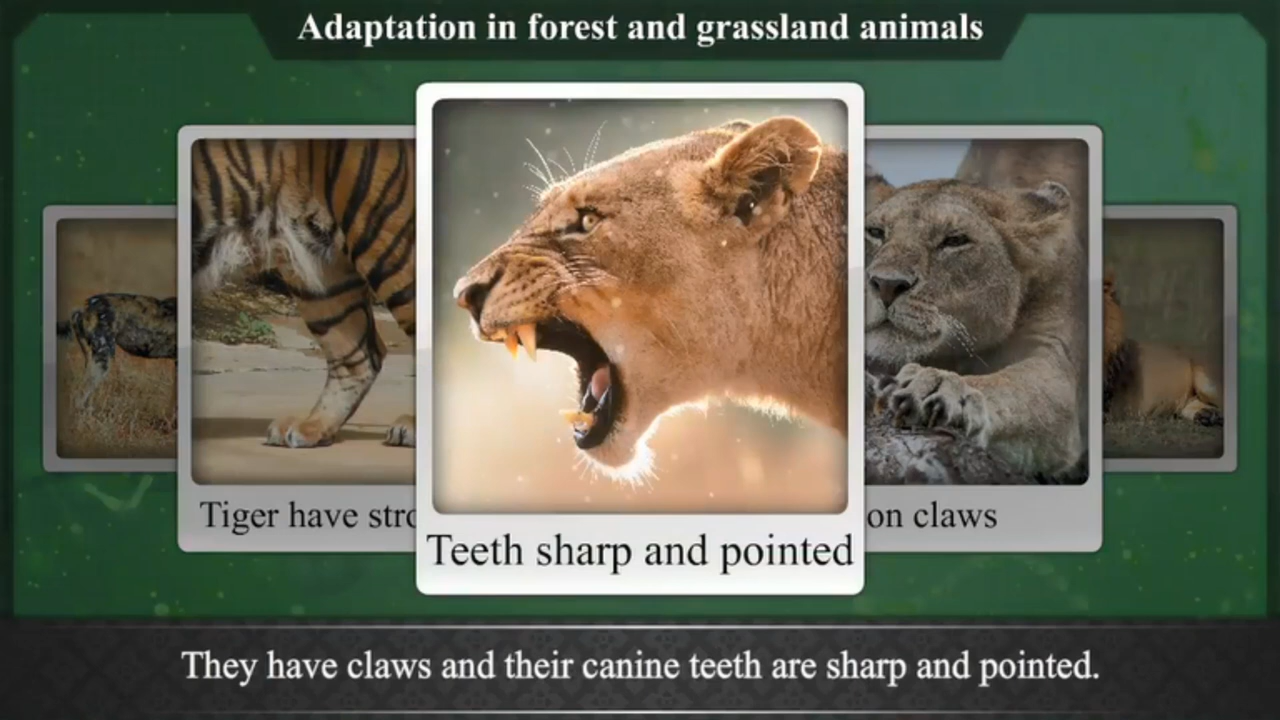 Adaptation in forest and grassland animals
Tiger have
Teeth sharp and pointed
on claws
They have claws and their canine teeth are sharp and pointed.